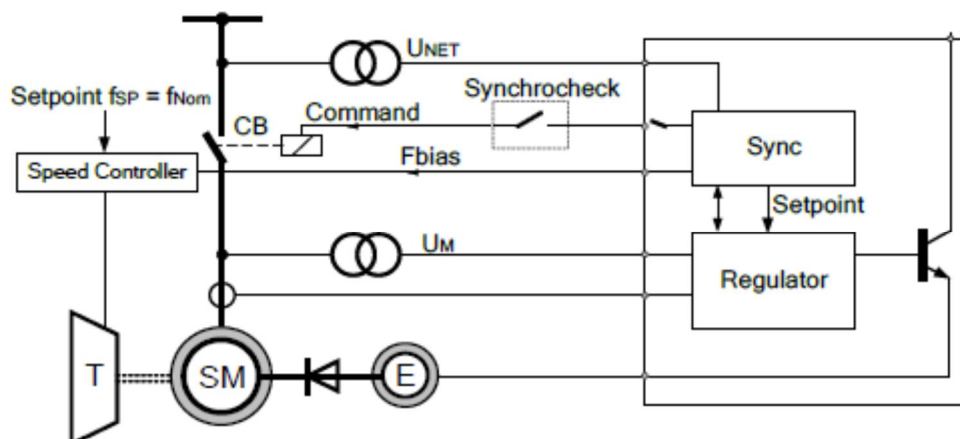 UNET
Synchrocheck
Setpoint fSP = fNom
Command
CB
Sync
Speed Controller
Fbias
Setpoint
UM
Regulator
T
SM
E